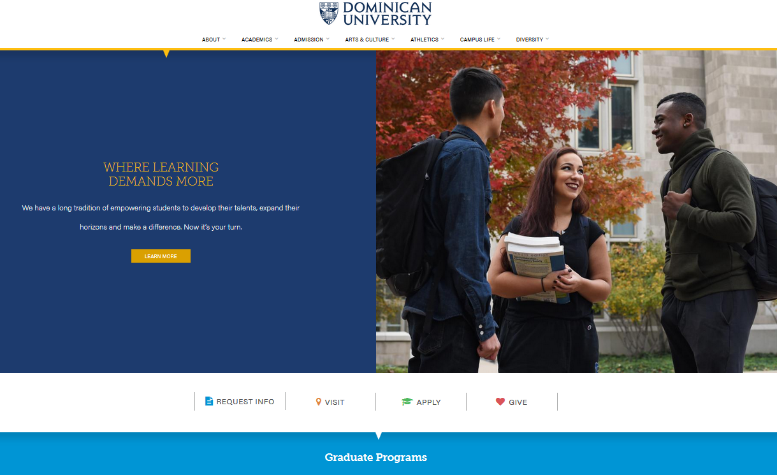 DOMINICAN
UNIVERSITY
ABOUT ACADEMICS ADMISSION ARTS & CULTURE ATHLETICS CAMPUS LIFE DIVERSITY
WHERE LEARNING
DEMANDS MORE
We have a long tradition of empowering students to develop their talents, expand their
horizons and make a difference. Now it's your turn.
LEARN MORE
REQUEST INFO VISIT APPLY GIVE
Graduate Programs